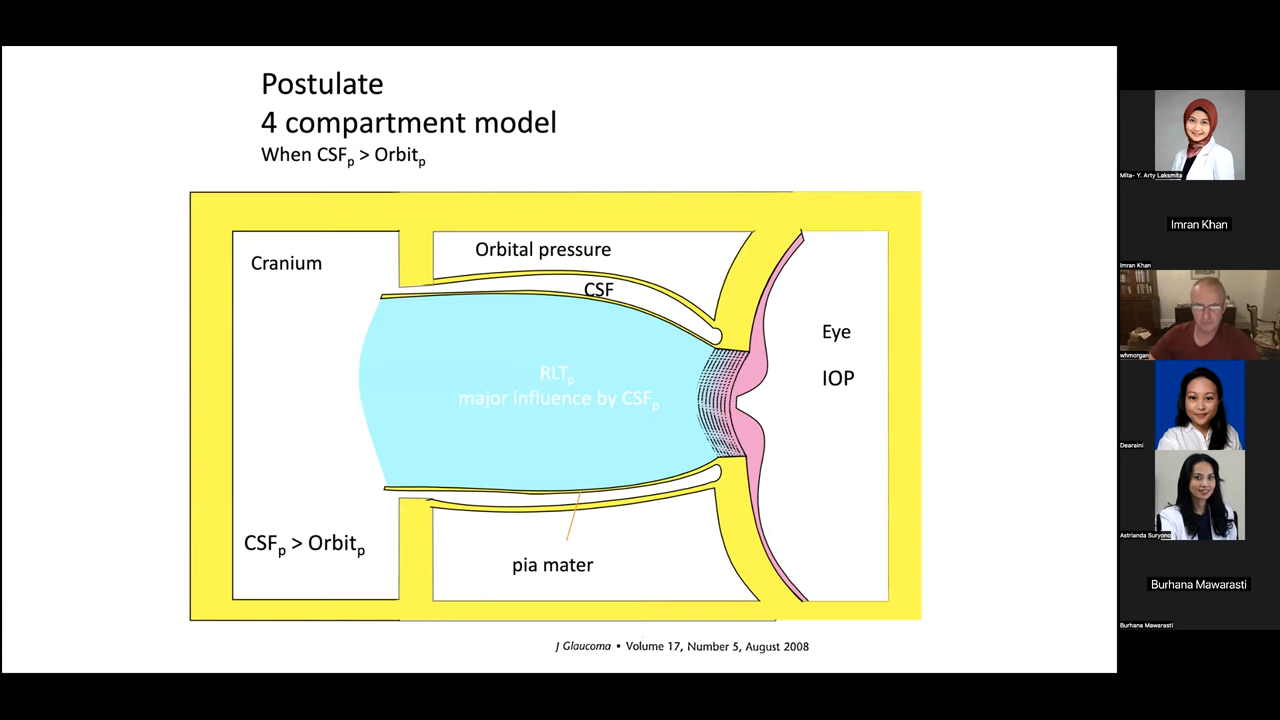 Postulate
4 compartment model
When CSFp > Orbitp
Cranium
Orbital pressure
CSF
RLTp
major influence by CSFp
Eye
IOP
CSFp > Orbitp
pia mater
J Glaucoma • Volume 17, Number 5, August 2008
Mita- Y. Arty Laksmita
Imran Khan
Imran Khan
whmorgan
Dearaini
Astrianda Suryono
Burhana Mawarasti
Burhana Mawarasti